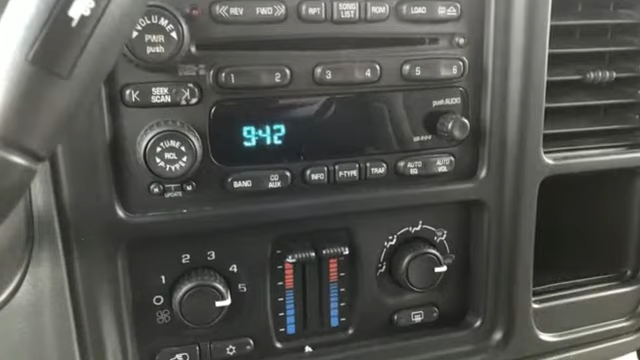 REV FWD RPT SONG LIST RDM LOAD
VOLUME
PWR
push
1 2 3 4 5 6
SEEK
SCAN
push AUDIO
9:42
TUNE
RCL
P-TYPE
BAND CD AUX INFO P-TYPE TRAF AUTO EQ AUTO VOL
UPDATE
0 1 2 3 4 5